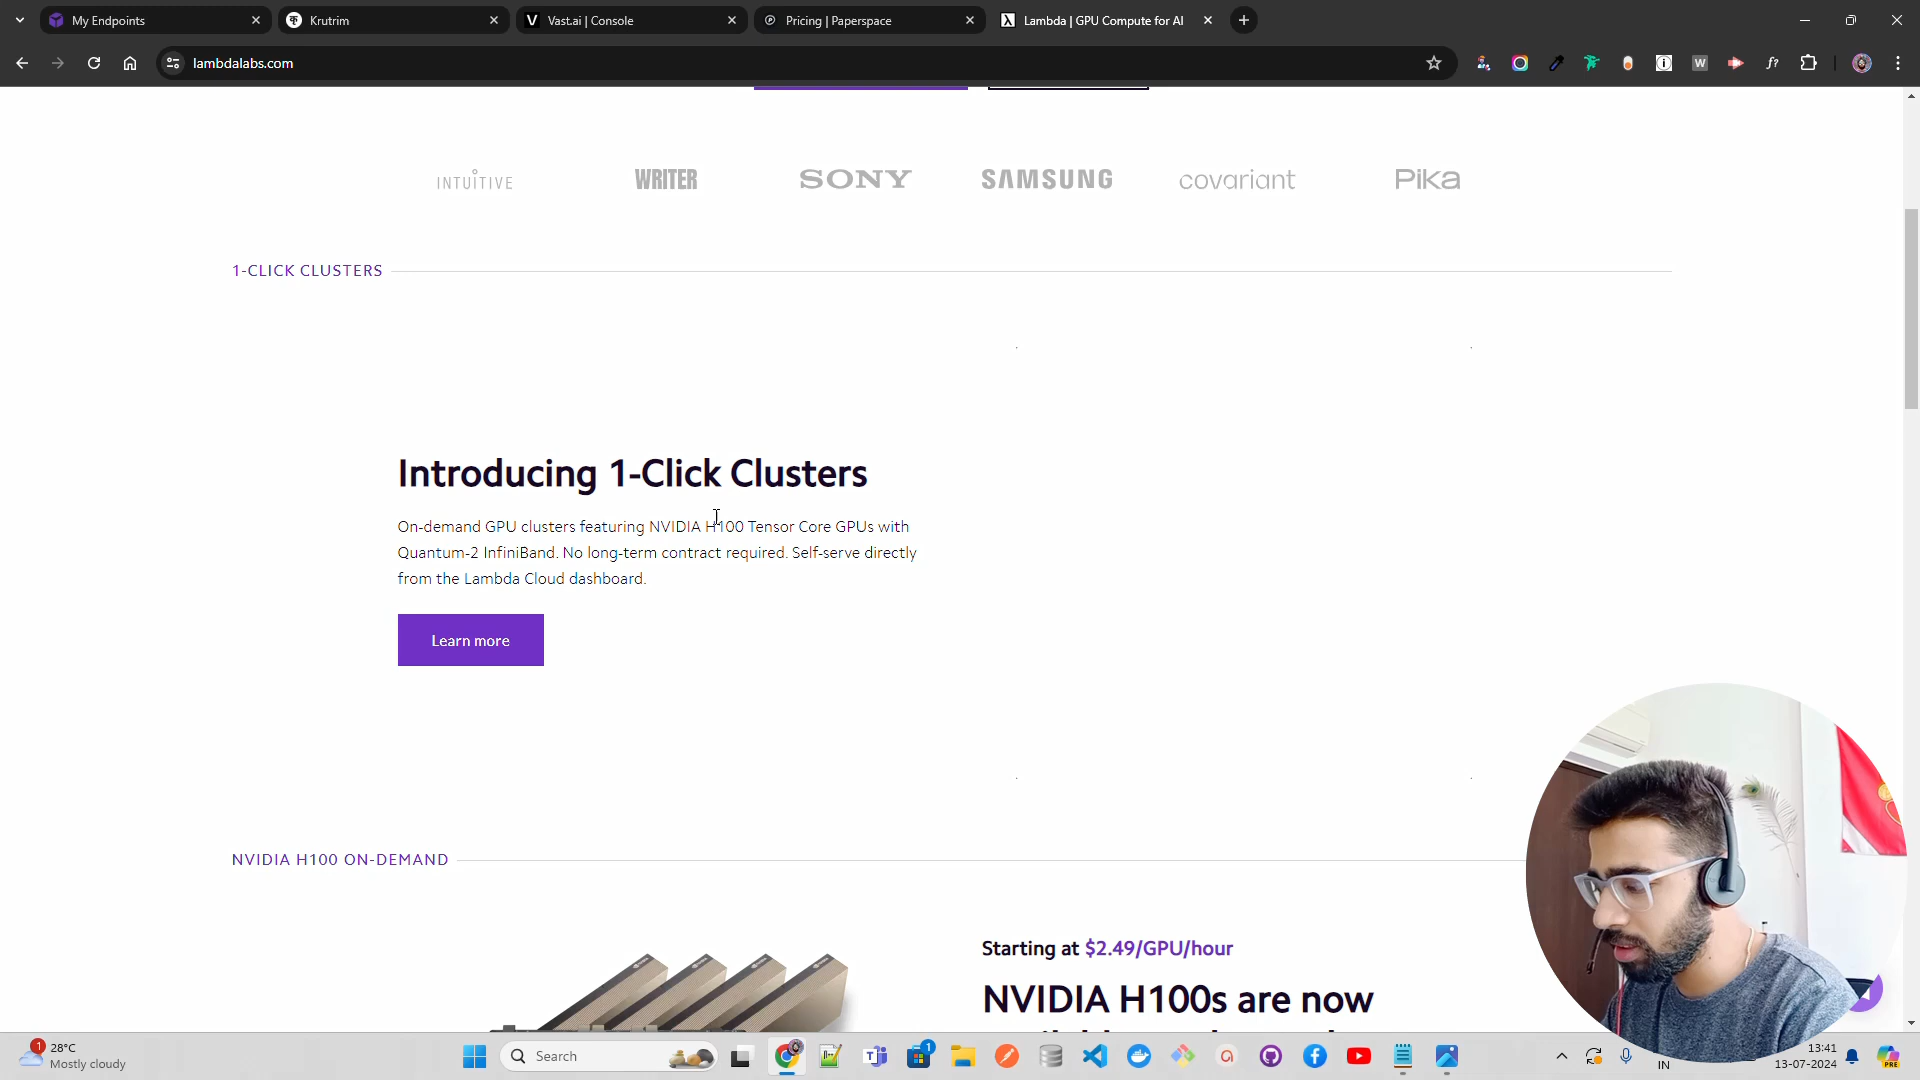 My Endpoints
Krutrim
Vast.ai | Console
Pricing | Paperspace
Lambda | GPU Compute for AI
lambdalabs.com
INTUITIVE
WRITER
SONY
SAMSUNG
covariant
Pika
1-CLICK CLUSTERS
Introducing 1-Click Clusters
On-demand GPU clusters featuring NVIDIA H100 Tensor Core GPUs with
Quantum-2 InfiniBand. No long-term contract required. Self-serve directly
from the Lambda Cloud dashboard.
Learn more
NVIDIA H100 ON-DEMAND
Starting at $2.49/GPU/hour
NVIDIA H100s are now
1
28°C
Mostly cloudy
Search
1
IN
13:41
13-07-2024
PRE